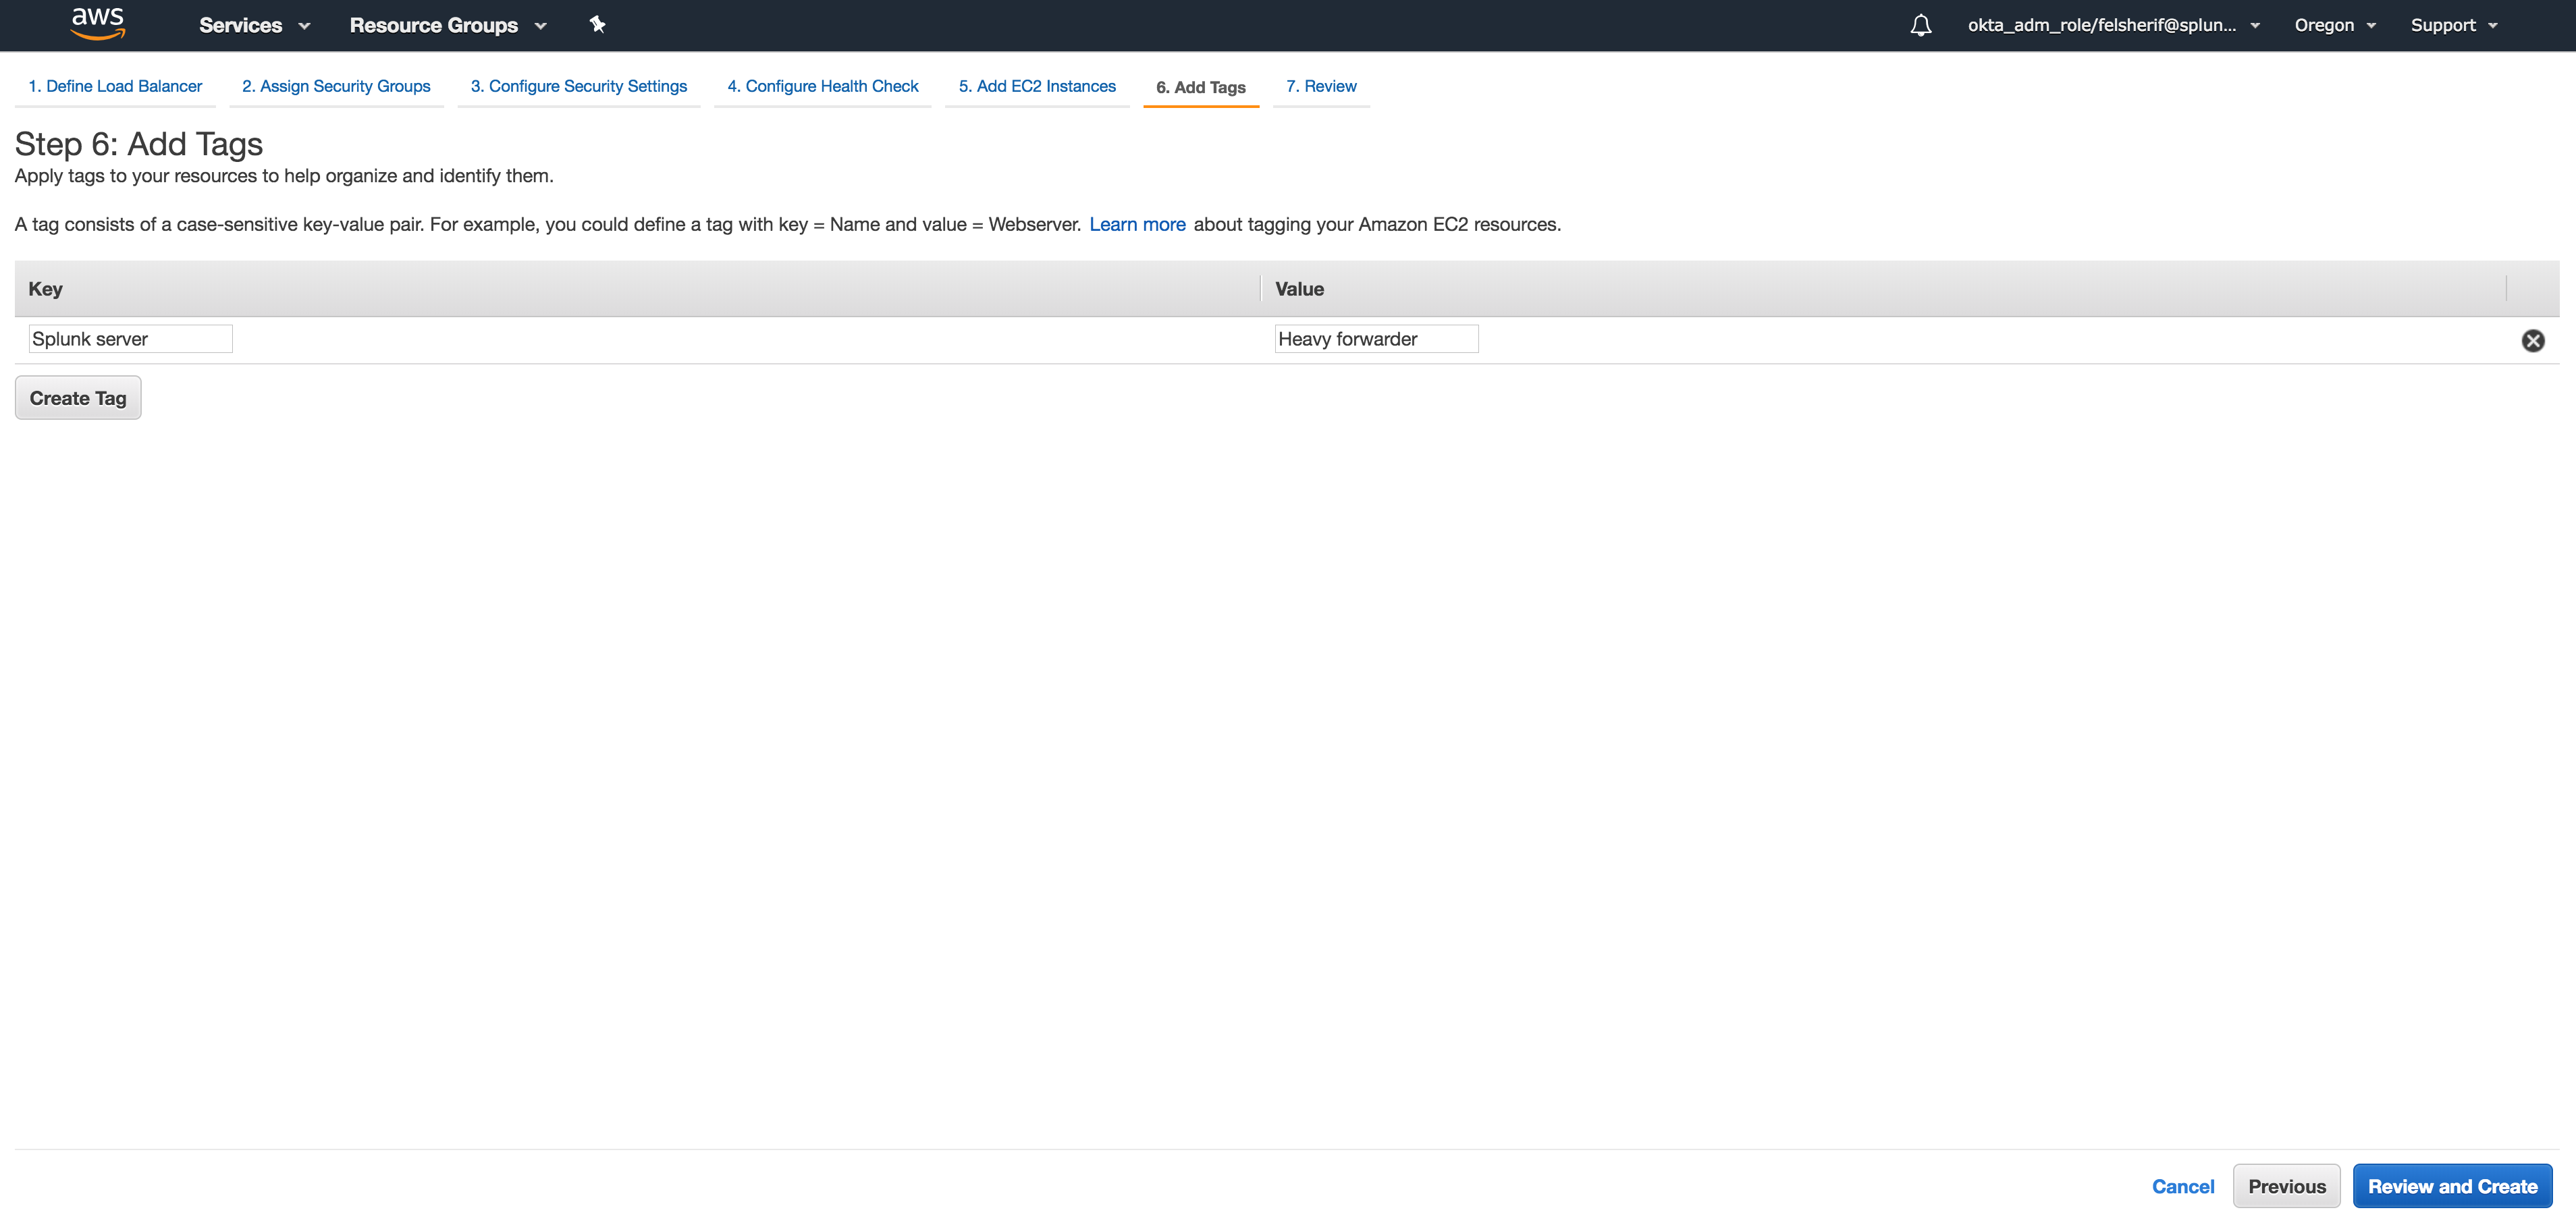 aws Services Resource Groups okta_adm_role/felsherif@splun... Oregon Support
1. Define Load Balancer 2. Assign Security Groups 3. Configure Security Settings 4. Configure Health Check 5. Add EC2 Instances 6. Add Tags 7. Review
Step 6: Add Tags
Apply tags to your resources to help organize and identify them.
A tag consists of a case-sensitive key-value pair. For example, you could define a tag with key = Name and value = Webserver. Learn more about tagging your Amazon EC2 resources.
Key Value
Splunk server Heavy forwarder
Create Tag
Cancel Previous Review and Create